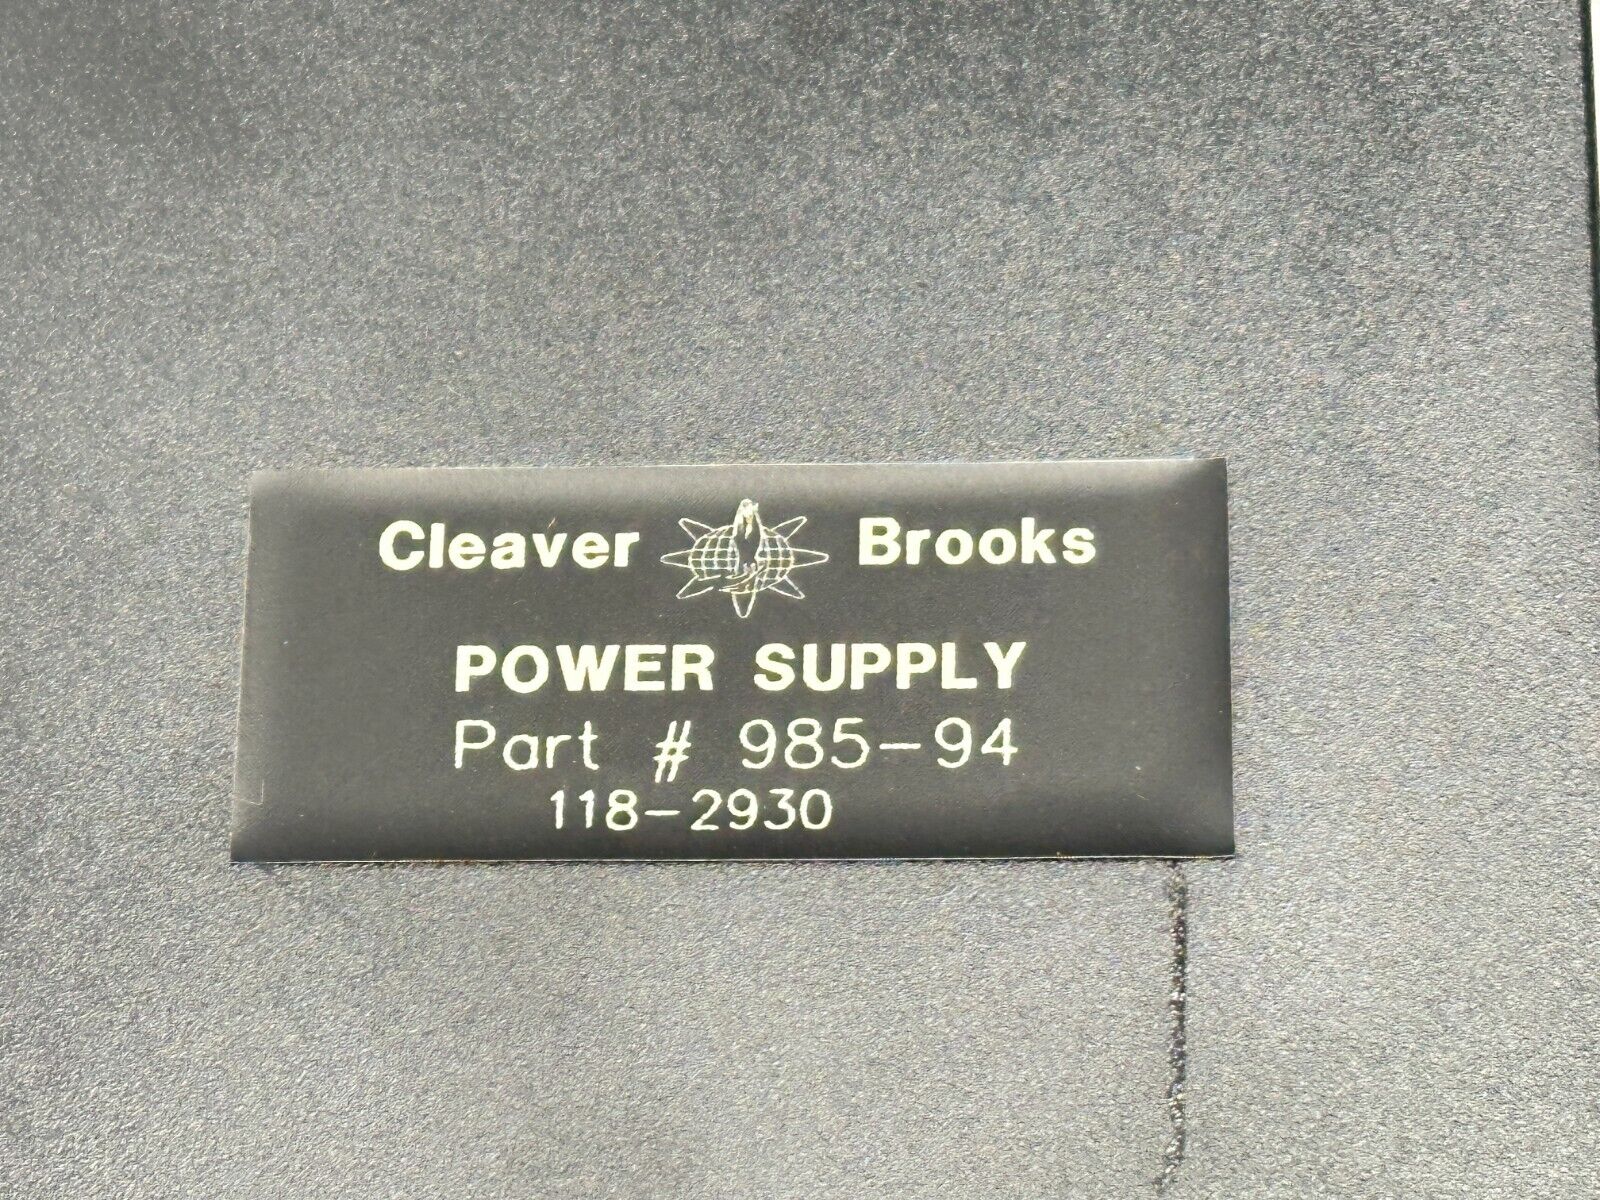 Cleaver Brooks
POWER SUPPLY
Part # 985-94
118-2930